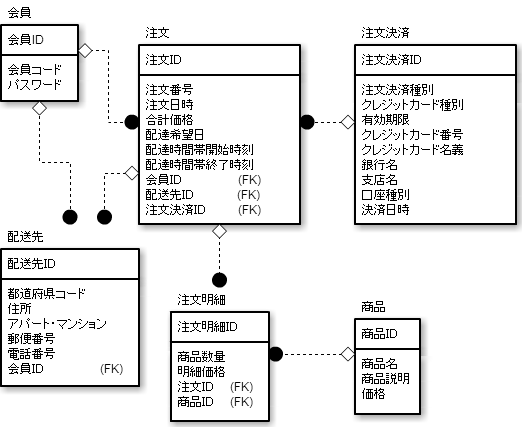 会員
会員ID
会員コード
パスワード
注文
注文ID
注文番号
注文日時
合計価格
配達希望日
配達時間帯開始時刻
配達時間帯終了時刻
会員ID (FK)
配送先ID (FK)
注文決済ID (FK)
注文決済
注文決済ID
注文決済種別
クレジットカード種別
有効期限
クレジットカード番号
クレジットカード名義
銀行名
支店名
口座種別
決済日時
配送先
配送先ID
都道府県コード
住所
アパート・マンション
郵便番号
電話番号
会員ID (FK)
注文明細
注文明細ID
商品数量
明細価格
注文ID (FK)
商品ID (FK)
商品
商品ID
商品名
商品説明
価格